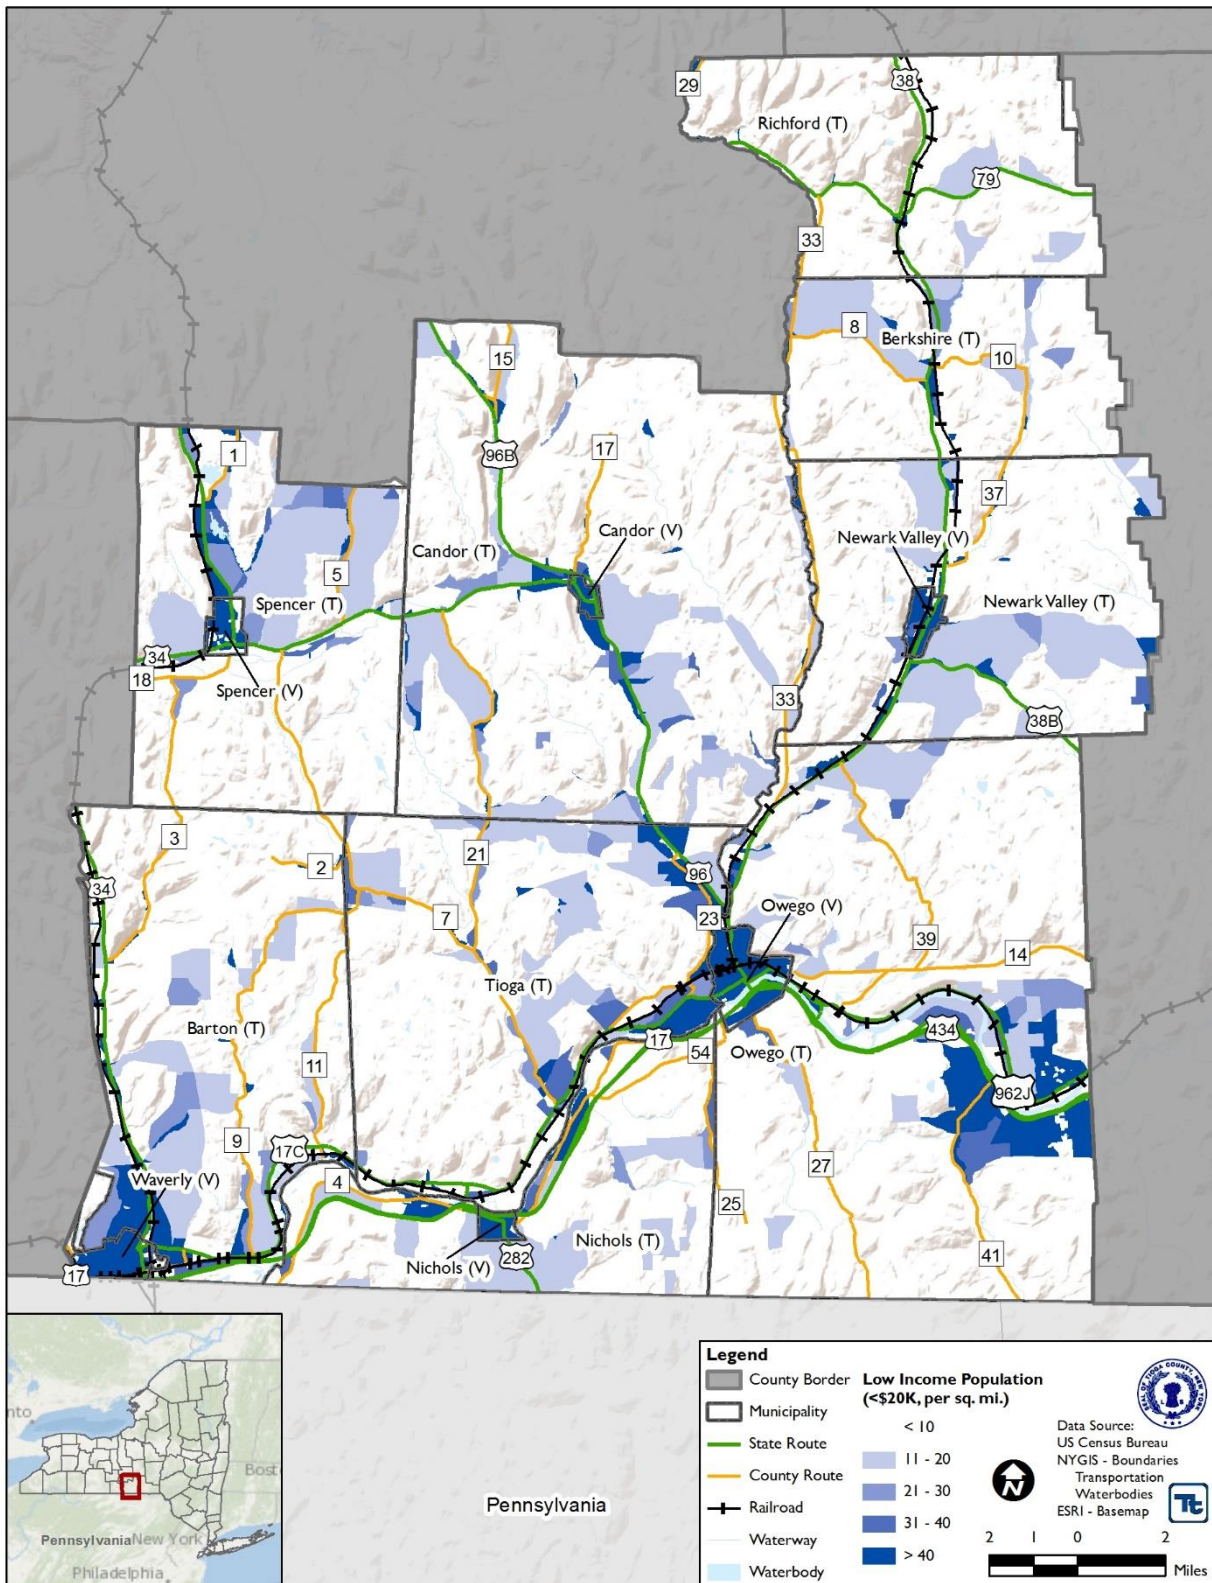 29
38
Richford (T)
79
33
8
Berkshire (T)
10
15
17
96B
1
37
Candor (V)
Newark Valley (V)
Candor (T)
5
Spencer (T)
Newark Valley (T)
34
18
Spencer (V)
33
38B
3
2
21
96
34
7
23
Owego (V)
39
14
Tioga (T)
Barton (T)
17
434
54
Owego (T)
11
962J
9
17C
Waverly (V)
4
27
25
Nichols (T)
282
Nichols (V)
41
17
Legend
County Border
Municipality
State Route
County Route
Railroad
Waterway
Waterbody
Low Income Population
(<$20K, per sq. mi.)
< 10
11 - 20
21 - 30
31 - 40
> 40
Data Source:
US Census Bureau
NYGIS - Boundaries
Transportation
Waterbodies
ESRI - Basemap
N
Tt
2 1 0 2
Miles
Pennsylvania
nto
Bost
Pennsylvania
New York
Philadelphia